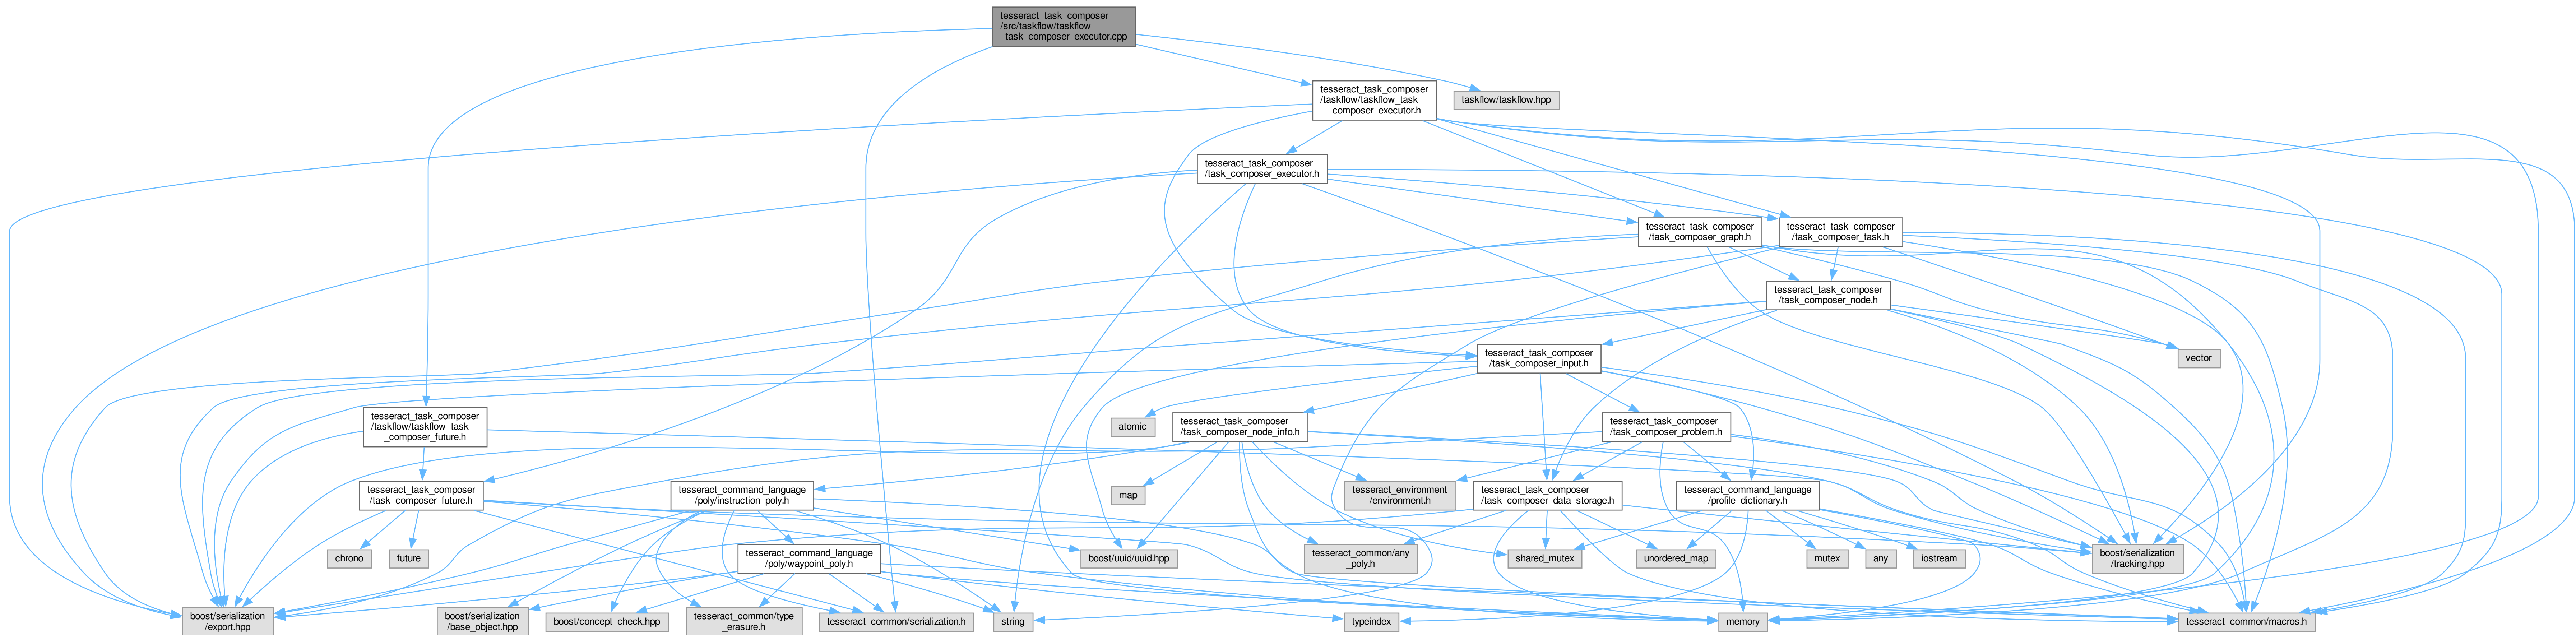 tesseract_task_composer
/src/taskflow/taskflow
_task_composer_executor.cpp
tesseract_task_composer
/taskflow/taskflow_task
_composer_executor.h
taskflow/taskflow.hpp
tesseract_task_composer
/task_composer_executor.h
tesseract_task_composer
/task_composer_graph.h
tesseract_task_composer
/task_composer_task.h
tesseract_task_composer
/task_composer_node.h
tesseract_task_composer
/task_composer_input.h
vector
tesseract_task_composer
/taskflow/taskflow_task
_composer_future.h
atomic
tesseract_task_composer
/task_composer_node_info.h
tesseract_task_composer
/task_composer_problem.h
tesseract_task_composer
/task_composer_future.h
tesseract_command_language
/poly/instruction_poly.h
map
tesseract_environment
/environment.h
tesseract_task_composer
/task_composer_data_storage.h
tesseract_command_language
/profile_dictionary.h
chrono
future
tesseract_command_language
/poly/waypoint_poly.h
boost/uuid/uuid.hpp
tesseract_common/any
_poly.h
shared_mutex
unordered_map
mutex
any
iostream
boost/serialization
/tracking.hpp
boost/serialization
/export.hpp
boost/serialization
/base_object.hpp
boost/concept_check.hpp
tesseract_common/type
_erasure.h
tesseract_common/serialization.h
string
typeindex
memory
tesseract_common/macros.h